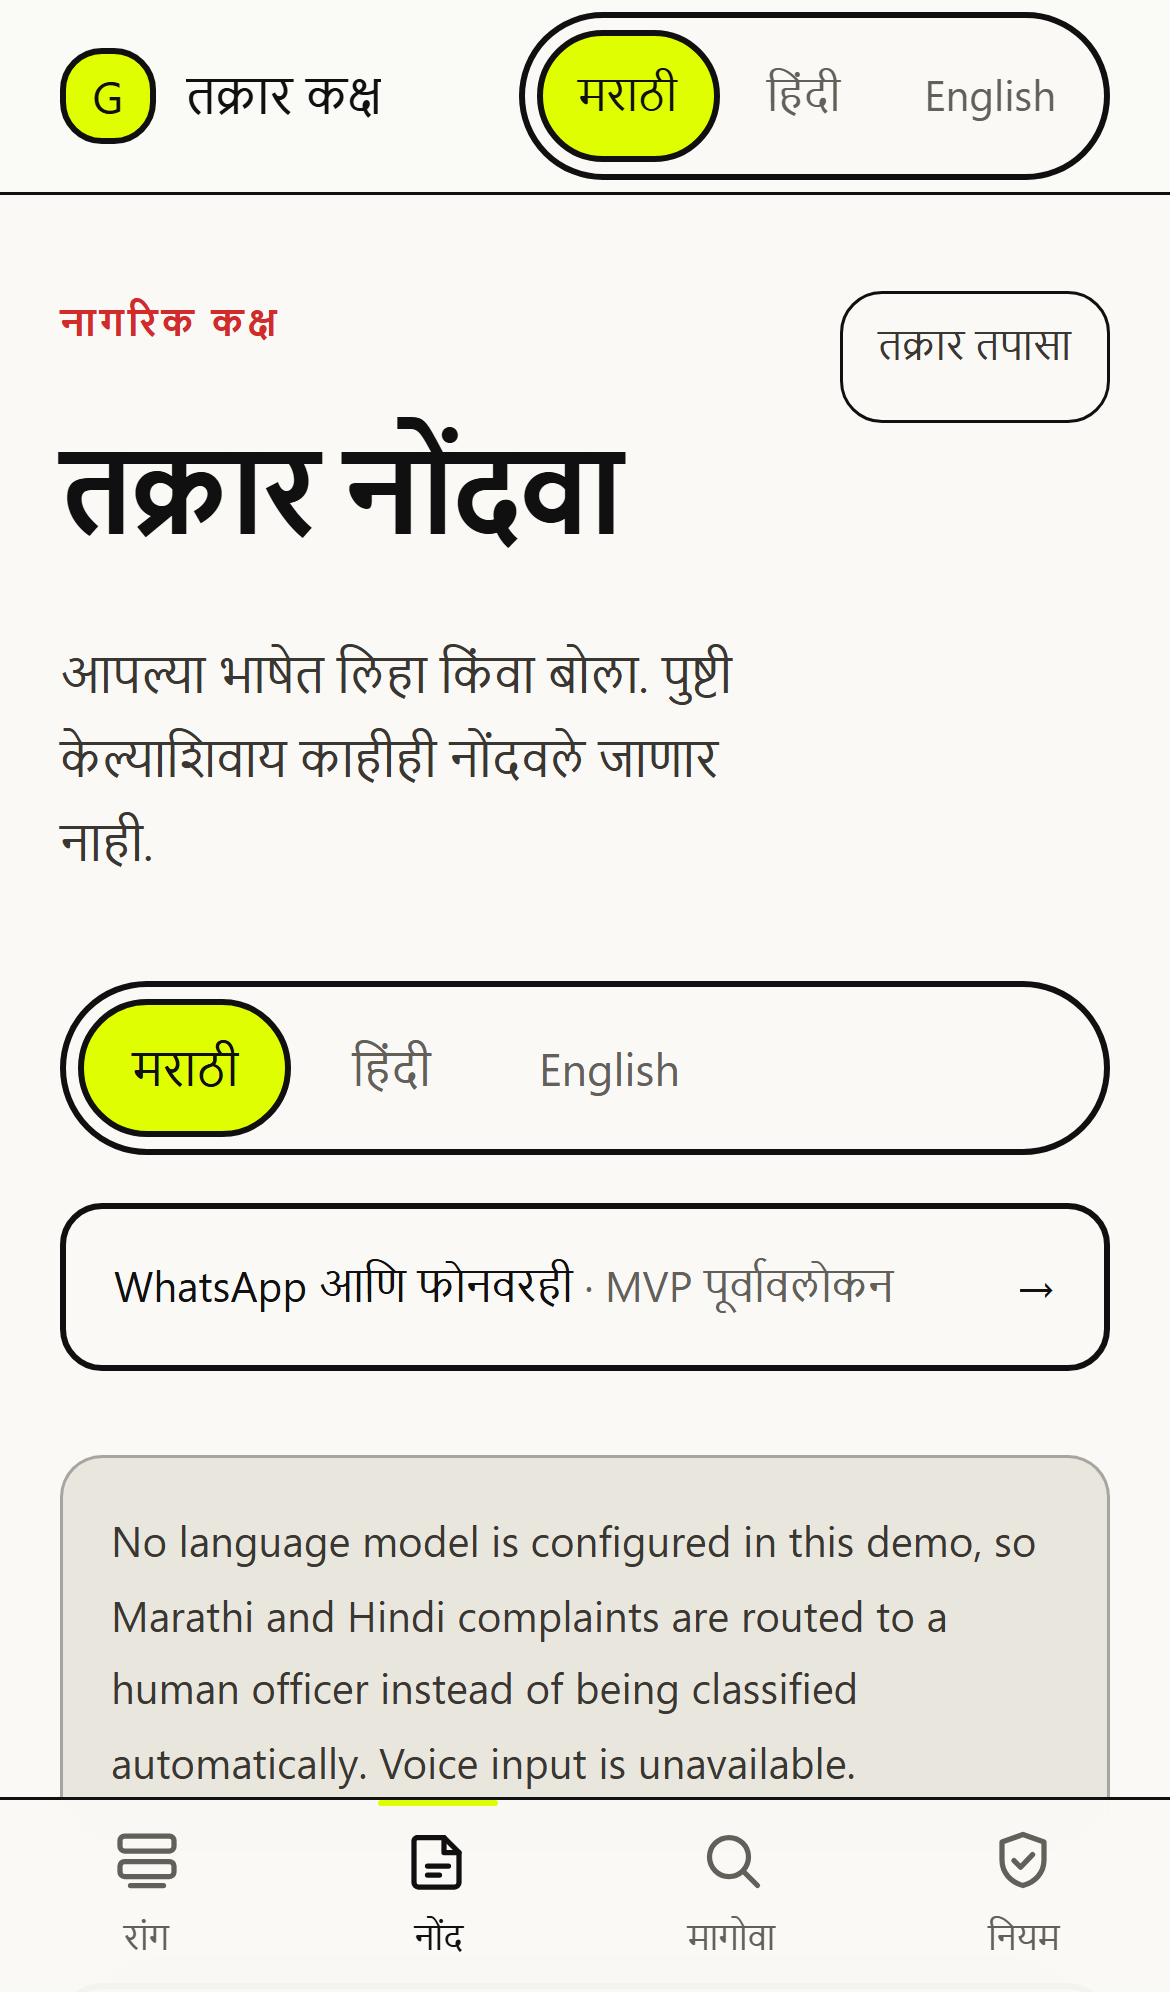 G तक्रार कक्ष
मराठी हिंदी English
नागरिक कक्ष
तक्रार तपासा
तक्रार नोंदवा
आपल्या भाषेत लिहा किंवा बोला. पुष्टी
केल्याशिवाय काहीही नोंदवले जाणार
नाही.
मराठी हिंदी English
WhatsApp आणि फोनवरही · MVP पूर्वावलोकन →
No language model is configured in this demo, so
Marathi and Hindi complaints are routed to a
human officer instead of being classified
automatically. Voice input is unavailable.
रांग नोंद मागोवा नियम